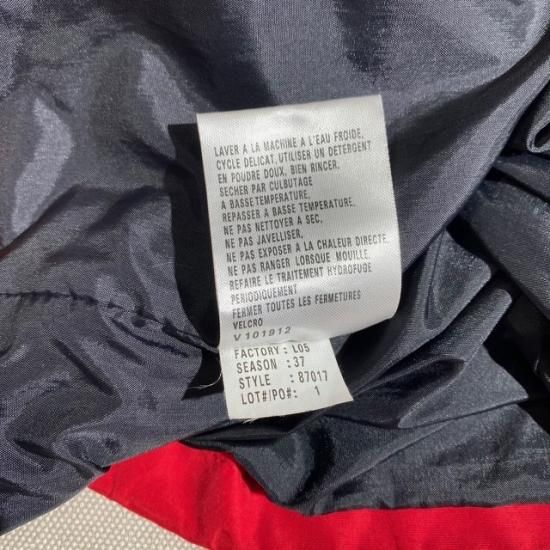 LAVER A LA MACHINE A L'EAU FROIDE,
CYCLE DELICAT, UTILISER UN DETERGENT
EN POUDRE DOUX, BIEN RINCER.
SECHER PAR CULBUTAGE
A BASSETEMPERATURE.
REPASSER A BASSE TEMPERATURE.
NE PAS NETTOYER A SEC.
NE PAS JAVELLISER.
NE PAS EXPOSER A LA CHALEUR DIRECTE.
NE PAS RANGER LORSQUE MOUILLE.
REFAIRE LE TRAITEMENT HYDROFUGE
PERIODIQUEMENT
FERMER TOUTES LES FERMETURES
VELCRO
V 101912
FACTORY : L05
SEASON : 37
STYLE : 87017
LOT#/PO#: 1